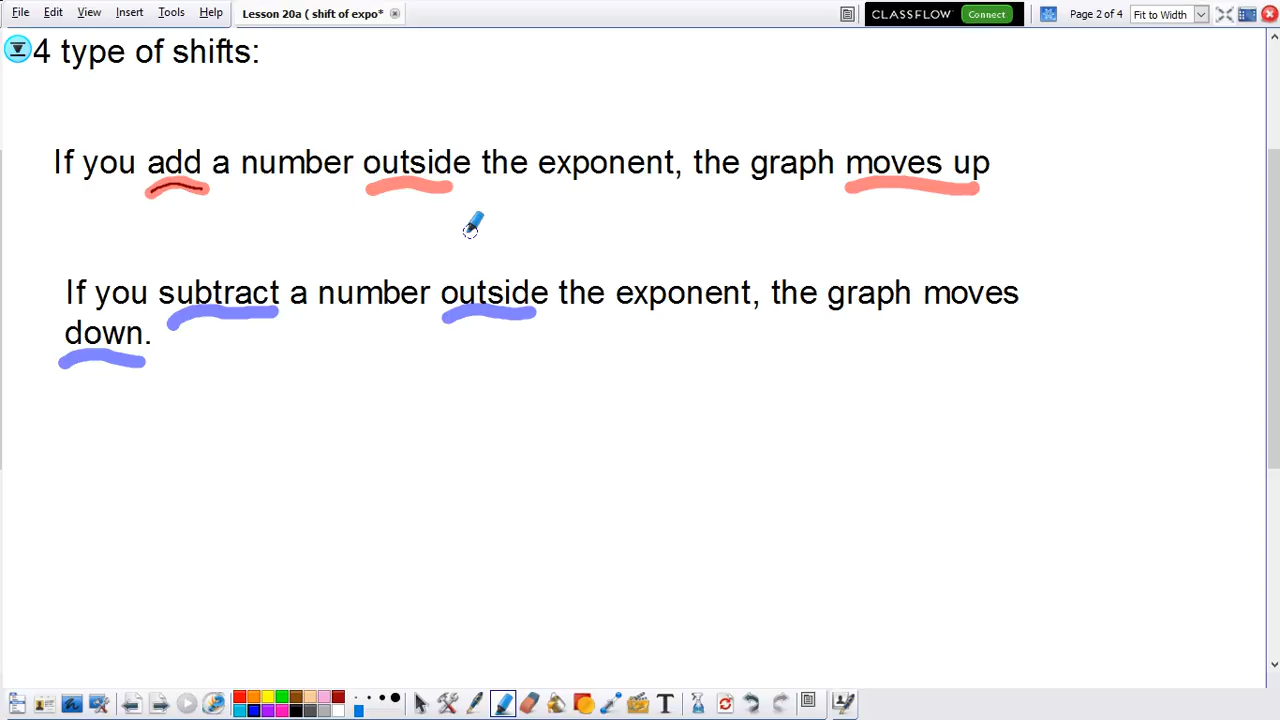 File Edit View Insert Tools Help Lesson 20a ( shift of expo* CLASSFLOW Connect Page 2 of 4 Fit to Width
4 type of shifts:
If you add a number outside the exponent, the graph moves up
If you subtract a number outside the exponent, the graph moves
down.
T